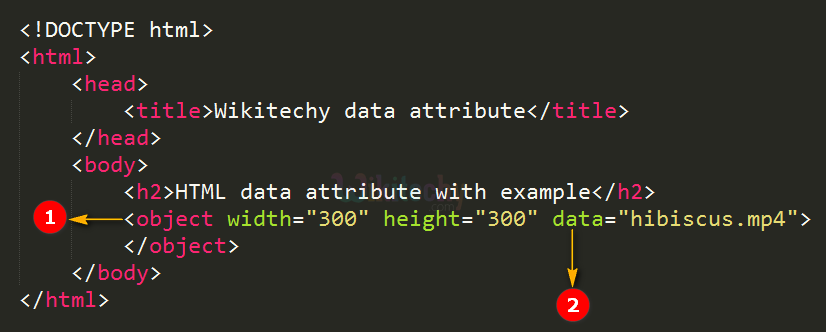 <!DOCTYPE html>
<html>
<head>
<title>Wikitechy data attribute</title>
</head>
<body>
<h2>HTML data attribute with example</h2>
1 <object width="300" height="300" data="hibiscus.mp4">
</object>
</body>
2
</html>